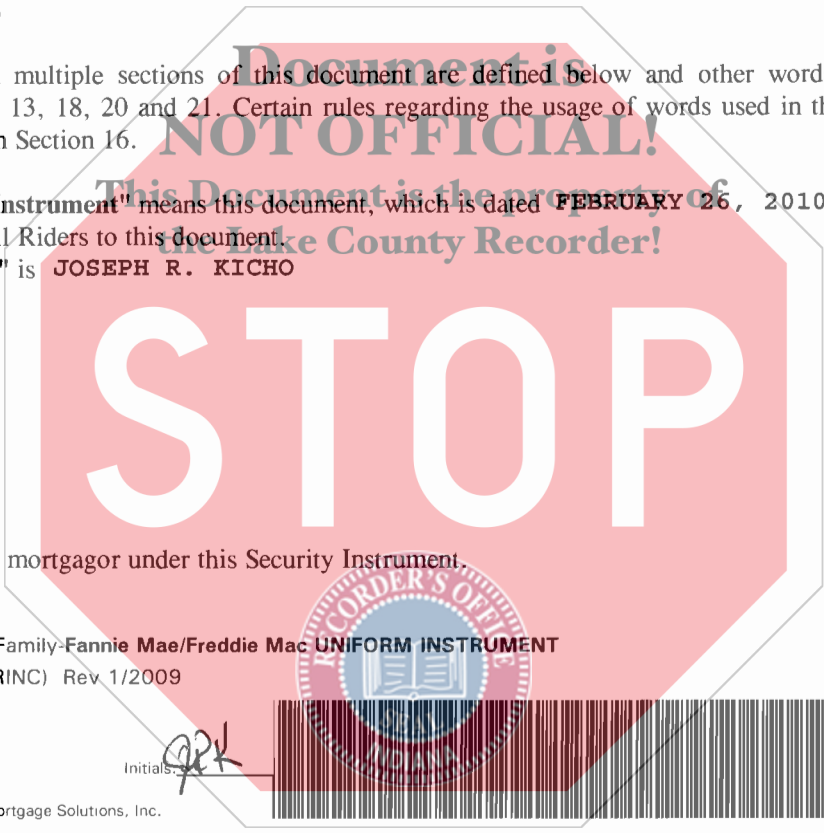 Document is
multiple sections of this document are defined below and other word
13, 18, 20 and 21. Certain rules regarding the usage of words used in th
n Section 16.
NOT OFFICIAL!
This Document is the property of
nstrument" means this document, which is dated FEBRUARY 26, 2010
l Riders to this document.
the Lake County Recorder!
" is JOSEPH R. KICHO
STOP
mortgagor under this Security Instrument.
RECORDER'S OFFICE
Family-Fannie Mae/Freddie Mac UNIFORM INSTRUMENT
RINC) Rev 1/2009
SEAL
INDIANA
Initials: JRK
ortgage Solutions, Inc.